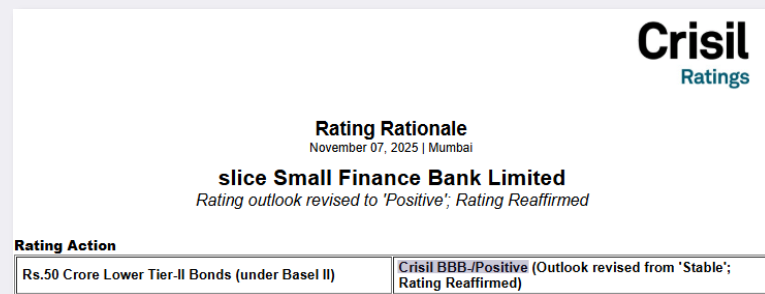 Crisil
Ratings
Rating Rationale
November 07, 2025 | Mumbai
slice Small Finance Bank Limited
Rating outlook revised to 'Positive'; Rating Reaffirmed
Rating Action
Rs.50 Crore Lower Tier-II Bonds (under Basel II)
Crisil BBB-/Positive (Outlook revised from 'Stable';
Rating Reaffirmed)